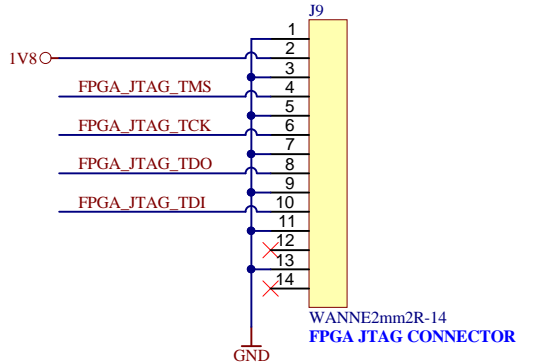 J9
1
1V8 2
3
FPGA_JTAG_TMS 4
5
FPGA_JTAG_TCK 6
7
FPGA_JTAG_TDO 8
9
FPGA_JTAG_TDI 10
11
12
13
14
WANNE2mm2R-14
FPGA JTAG CONNECTOR
GND